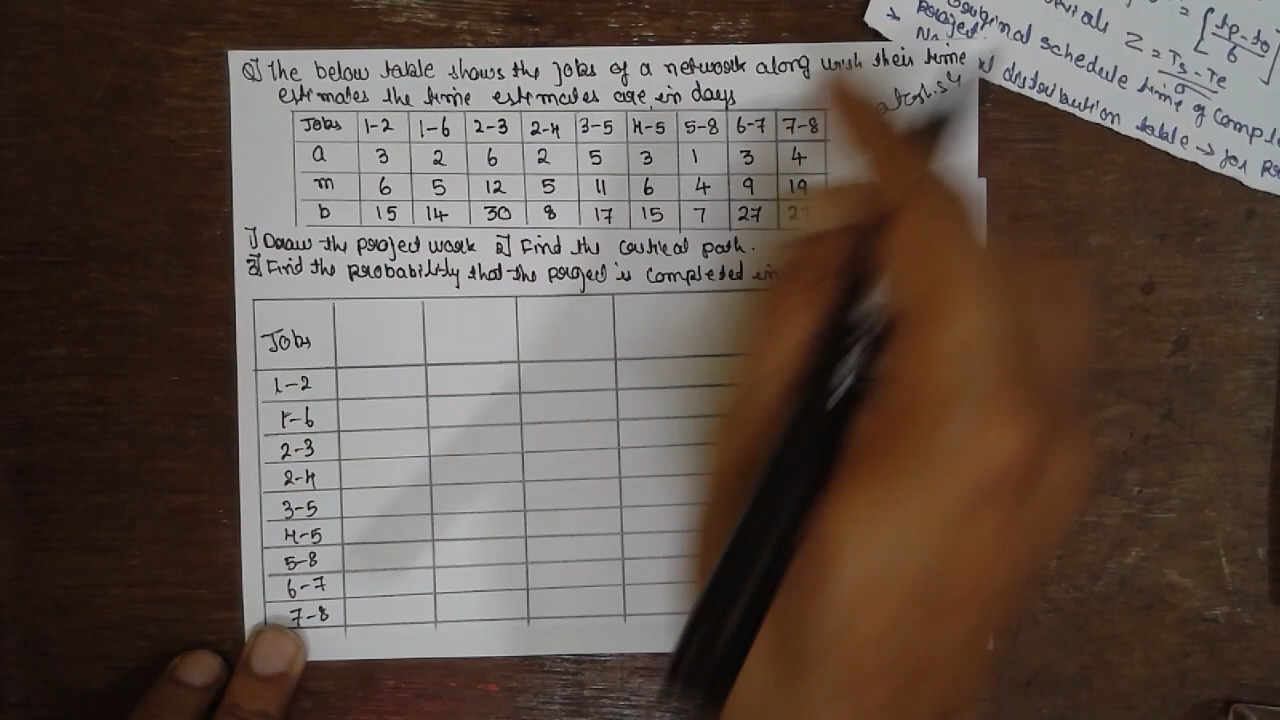 Q] The below table shows the jobs of a network along with their time
estimates the time estimates are in days
Jobs 1-2 1-6 2-3 2-4 3-5 4-5 5-8 6-7 7-8
a 3 2 6 2 5 3 1 3 4
m 6 5 12 5 11 6 4 9 19
b 15 14 30 8 17 15 7 27
1] Draw the project work 2] Find the critical path.
3] Find the probability that the project is completed in
Jobs
1-2
1-6
2-3
2-4
3-5
4-5
5-8
6-7
7-8
Z = Ts - Te / σ
original schedule time of comple
project
distribution table → for